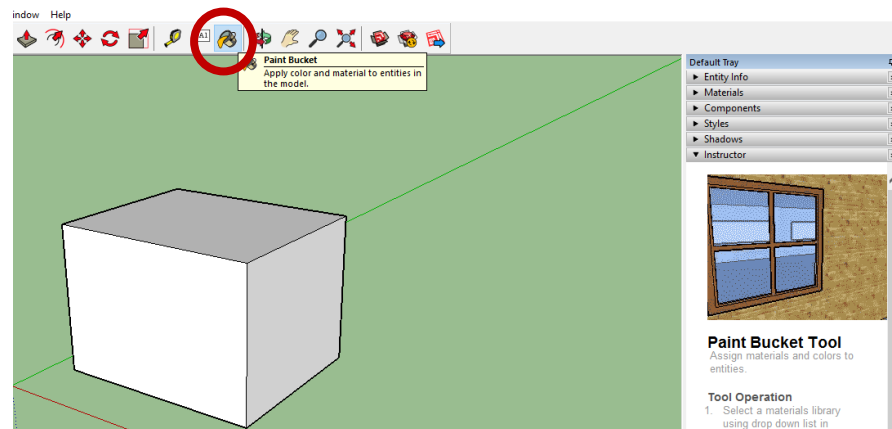 indow Help
A1
Paint Bucket
Apply color and material to entities in
the model.
Default Tray
Entity Info
Materials
Components
Styles
Shadows
Instructor
Paint Bucket Tool
Assign materials and colors to
entities.
Tool Operation
1. Select a materials library
using drop down list in